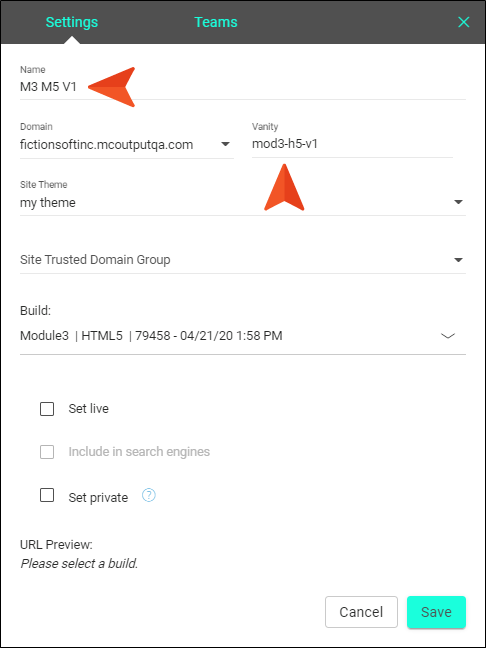 Settings Teams
Name
M3 M5 V1
Domain Vanity
fictionsoftinc.mcoutputqa.com mod3-h5-v1
Site Theme
my theme
Site Trusted Domain Group
Build:
Module3 | HTML5 | 79458 - 04/21/20 1:58 PM
Set live
Include in search engines
Set private ?
URL Preview:
Please select a build.
Cancel Save